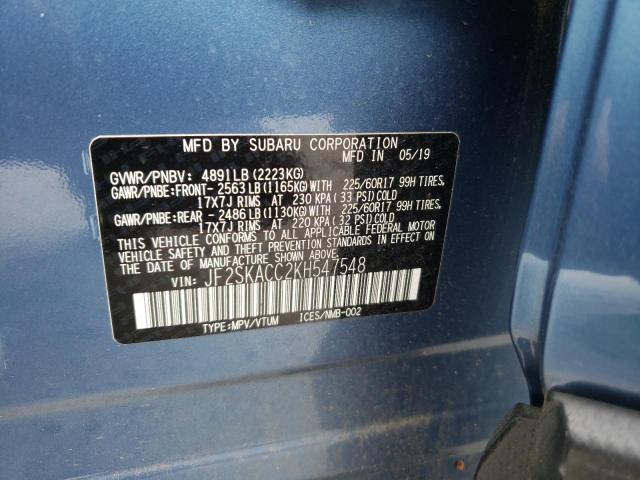 MFD BY SUBARU CORPORATION
MFD. IN 05/19
GVWR/PNBV: 4891LB (2223KG)
GAWR/PNBE:FRONT- 2563LB(1165KG)WITH 225/60R17 99H TIRES,
17X7J RIMS AT 230 KPA(33 PSI)COLD
GAWR/PNBE:REAR - 2486LB(1130KG)WITH 225/60R17 99H TIRES,
17X7J RIMS AT 220 KPA(32 PSI)COLD
THIS VEHICLE CONFORMS TO ALL APPLICABLE FEDERAL MOTOR
VEHICLE SAFETY AND THEFT PREVENTION STANDARDS IN
EFFECT ON THE DATE OF MANUFACTURE SHOWN ABOVE.
VIN: JF2SKACC2KH547548
TYPE:MPV/VTUM ICES/NMB-002